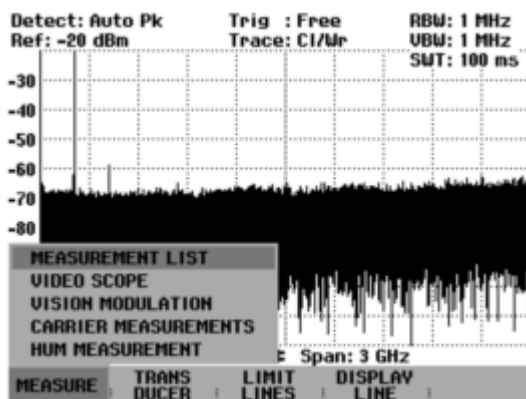 Detect: Auto Pk Trig : Free RBW: 1 MHz
Ref: -20 dBm Trace: Cl/Wr VBW: 1 MHz
SWT: 100 ms
-30
-40
-50
-60
-70
-80
MEASUREMENT LIST
VIDEO SCOPE
VISION MODULATION
CARRIER MEASUREMENTS
HUM MEASUREMENT
Span: 3 GHz
MEASURE
TRANS
DUCER
LIMIT
LINES
DISPLAY
LINE